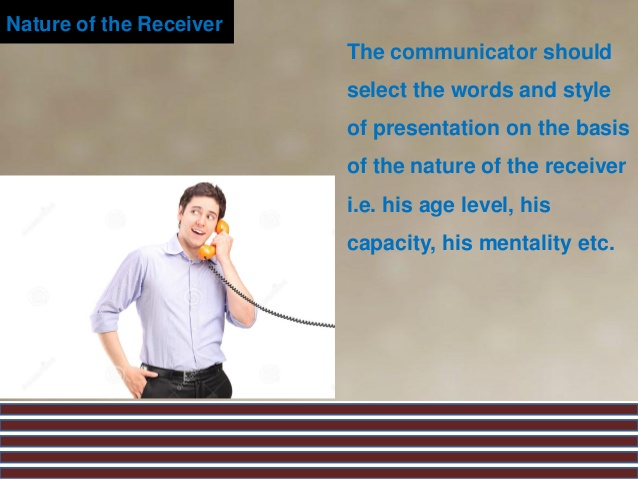 Nature of the Receiver
The communicator should
select the words and style
of presentation on the basis
of the nature of the receiver
i.e. his age level, his
capacity, his mentality etc.